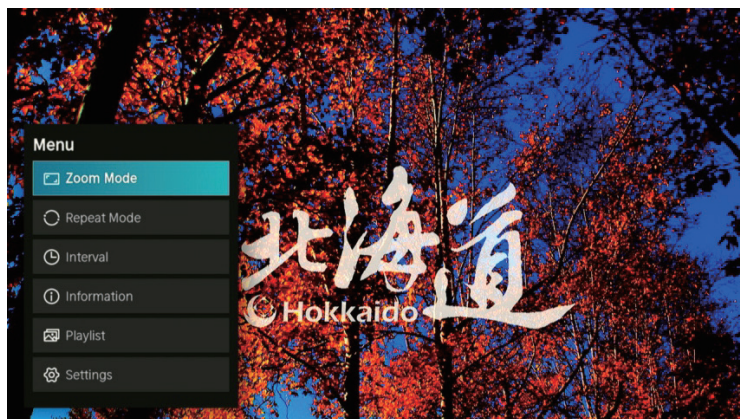 Menu
Zoom Mode
Repeat Mode
Interval
Information
Playlist
Settings
北海道
Hokkaido